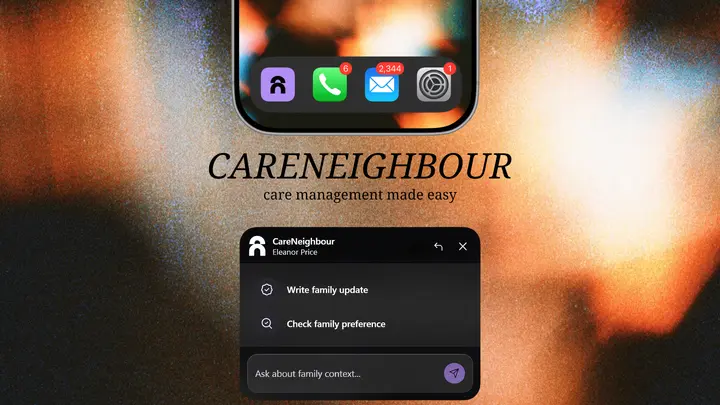 6
2,344
1
CARENEIGHBOUR
care management made easy
CareNeighbour
Eleanor Price
Write family update
Check family preference
Ask about family context...